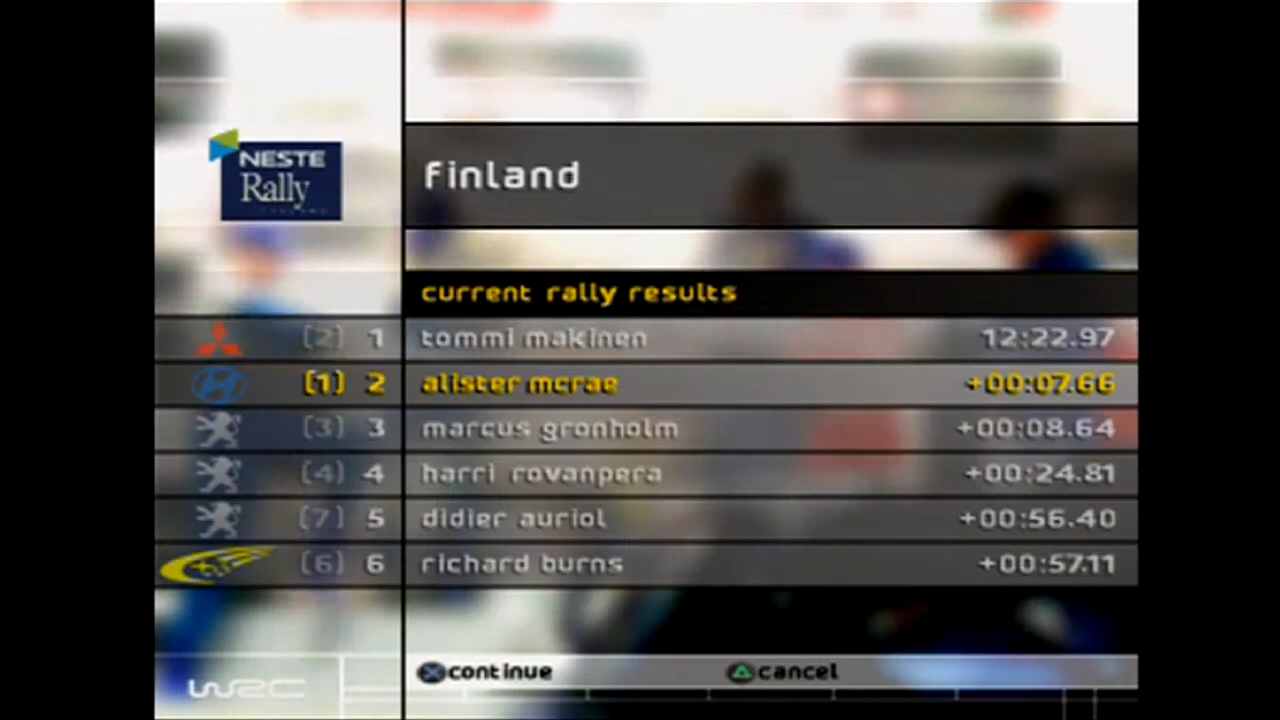 NESTE
Rally
finland
current rally results
[2] 1 tommi makinen 12:22.97
[1] 2 alister mcrae +00:07.66
[3] 3 marcus gronholm +00:08.64
[4] 4 harri rovanpera +00:24.81
[7] 5 didier auriol +00:56.40
[6] 6 richard burns +00:57.11
continue cancel
WRC